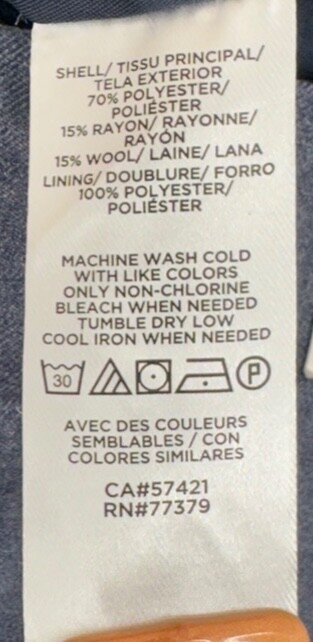 SHELL/ TISSU PRINCIPAL/
TELA EXTERIOR
70% POLYESTER/
POLIÉSTER
15% RAYON/ RAYONNE/
RAYÓN
15% WOOL/ LAINE/ LANA
LINING/ DOUBLURE/ FORRO
100% POLYESTER/
POLIÉSTER
MACHINE WASH COLD
WITH LIKE COLORS
ONLY NON-CHLORINE
BLEACH WHEN NEEDED
TUMBLE DRY LOW
COOL IRON WHEN NEEDED
30 P
AVEC DES COULEURS
SEMBLABLES / CON
COLORES SIMILARES
CA#57421
RN#77379